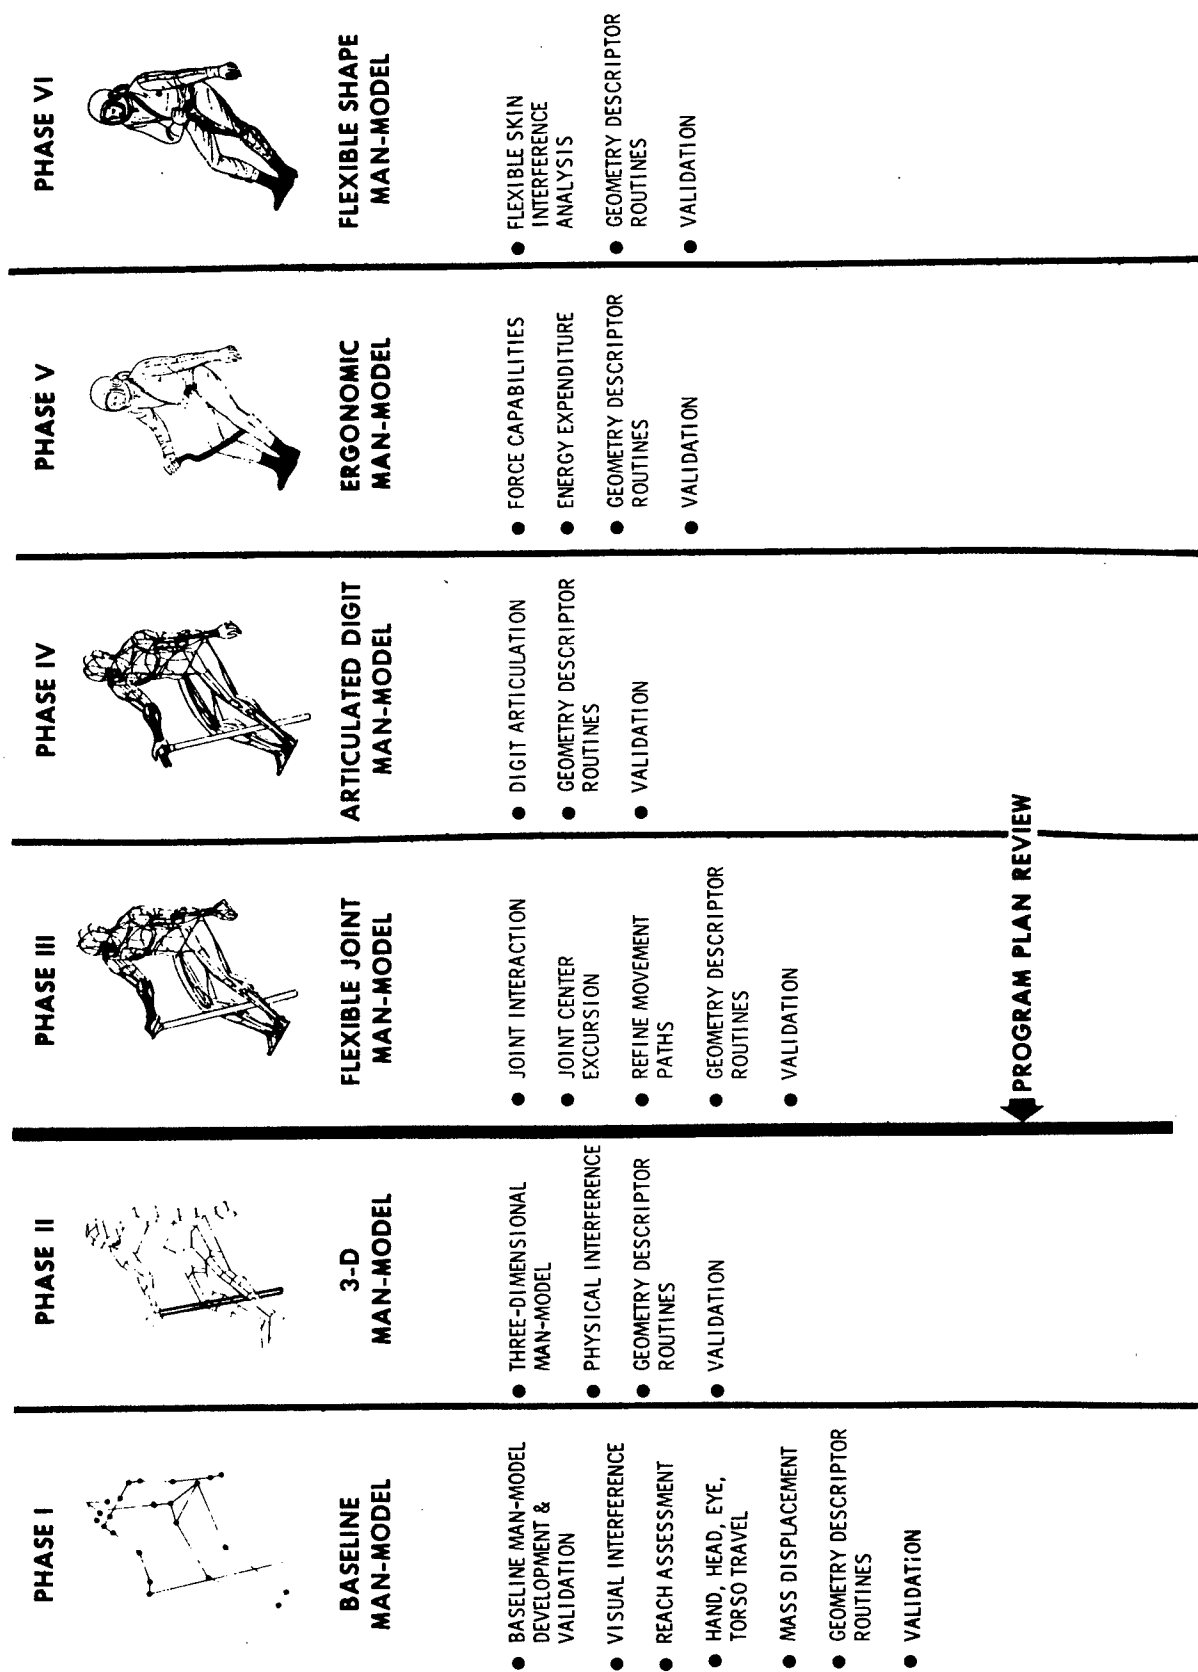 PHASE I
BASELINE
MAN-MODEL
● BASELINE MAN-MODEL
DEVELOPMENT &
VALIDATION
● VISUAL INTERFERENCE
● REACH ASSESSMENT
● HAND, HEAD, EYE,
TORSO TRAVEL
● MASS DISPLACEMENT
● GEOMETRY DESCRIPTOR
ROUTINES
● VALIDATION
PHASE II
3-D
MAN-MODEL
● THREE-DIMENSIONAL
MAN-MODEL
● PHYSICAL INTERFERENCE
● GEOMETRY DESCRIPTOR
ROUTINES
● VALIDATION
PHASE III
FLEXIBLE JOINT
MAN-MODEL
● JOINT INTERACTION
● JOINT CENTER
EXCURSION
● REFINE MOVEMENT
PATHS
● GEOMETRY DESCRIPTOR
ROUTINES
● VALIDATION
PROGRAM PLAN REVIEW
PHASE IV
ARTICULATED DIGIT
MAN-MODEL
● DIGIT ARTICULATION
● GEOMETRY DESCRIPTOR
ROUTINES
● VALIDATION
PHASE V
ERGONOMIC
MAN-MODEL
● FORCE CAPABILITIES
● ENERGY EXPENDITURE
● GEOMETRY DESCRIPTOR
ROUTINES
● VALIDATION
PHASE VI
FLEXIBLE SHAPE
MAN-MODEL
● FLEXIBLE SKIN
INTERFERENCE
ANALYSIS
● GEOMETRY DESCRIPTOR
ROUTINES
● VALIDATION